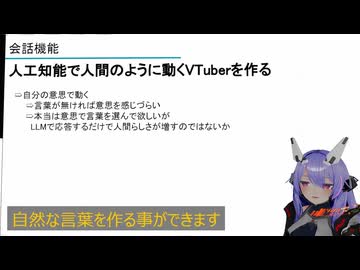 会話機能
人工知能で人間のように動くVTuberを作る
⇨自分の意思で動く
⇨言葉が無ければ意思を感じづらい
⇨本当は意思で言葉を選んで欲しいが
LLMで応答するだけで人間らしさが増すのではないか
自然な言葉を作る事ができます